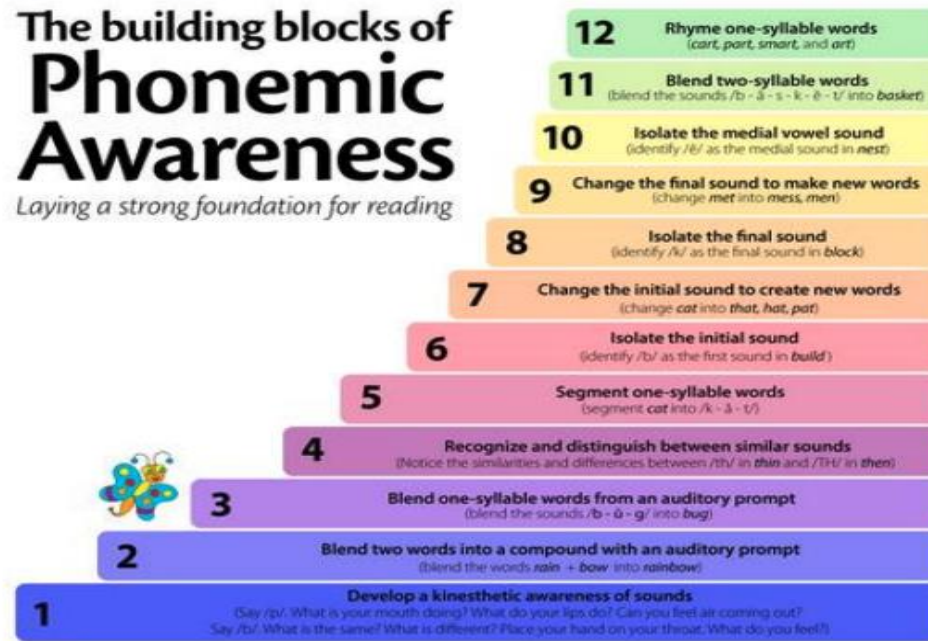 The building blocks of
Phonemic
Awareness
Laying a strong foundation for reading
12
Rhyme one-syllable words
(cart, part, smart, and art)
11
Blend two-syllable words
(blend the sounds /b - ă - s - k - ĕ - t/ into basket)
10
Isolate the medial vowel sound
(identify /ĕ/ as the medial sound in nest)
9
Change the final sound to make new words
(change met into mess, men)
8
Isolate the final sound
(identify /k/ as the final sound in block)
7
Change the initial sound to create new words
(change cat into that, hat, pat)
6
Isolate the initial sound
(identify /b/ as the first sound in build)
5
Segment one-syllable words
(segment cat into /k - ă - t/)
4
Recognize and distinguish between similar sounds
(Notice the similarities and differences between /th/ in thin and /TH/ in then)
3
Blend one-syllable words from an auditory prompt
(blend the sounds /b - ŭ - g/ into bug)
2
Blend two words into a compound with an auditory prompt
(blend the words rain + bow into rainbow)
1
Develop a kinesthetic awareness of sounds
(Say /p/. What is your mouth doing? What do your lips do? Can you feel air coming out?
Say /b/. What is the same? What is different? Place your hand on your throat. What do you feel?)